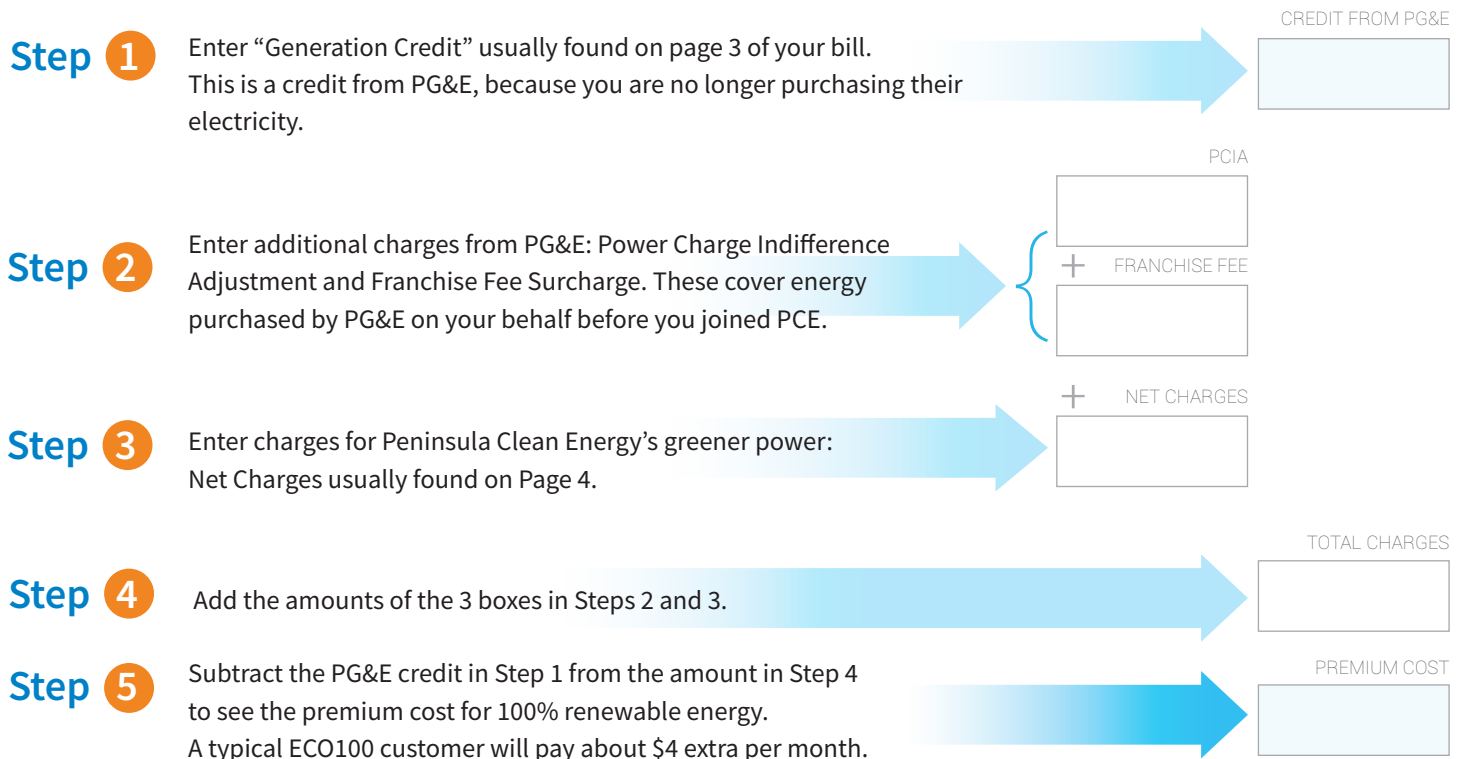 CREDIT FROM PG&E
Step 1
Enter “Generation Credit” usually found on page 3 of your bill.
This is a credit from PG&E, because you are no longer purchasing their
electricity.
PCIA
Step 2
Enter additional charges from PG&E: Power Charge Indifference
Adjustment and Franchise Fee Surcharge. These cover energy
purchased by PG&E on your behalf before you joined PCE.
+ FRANCHISE FEE
+ NET CHARGES
Step 3
Enter charges for Peninsula Clean Energy’s greener power:
Net Charges usually found on Page 4.
TOTAL CHARGES
Step 4
Add the amounts of the 3 boxes in Steps 2 and 3.
PREMIUM COST
Step 5
Subtract the PG&E credit in Step 1 from the amount in Step 4
to see the premium cost for 100% renewable energy.
A typical ECO100 customer will pay about $4 extra per month.